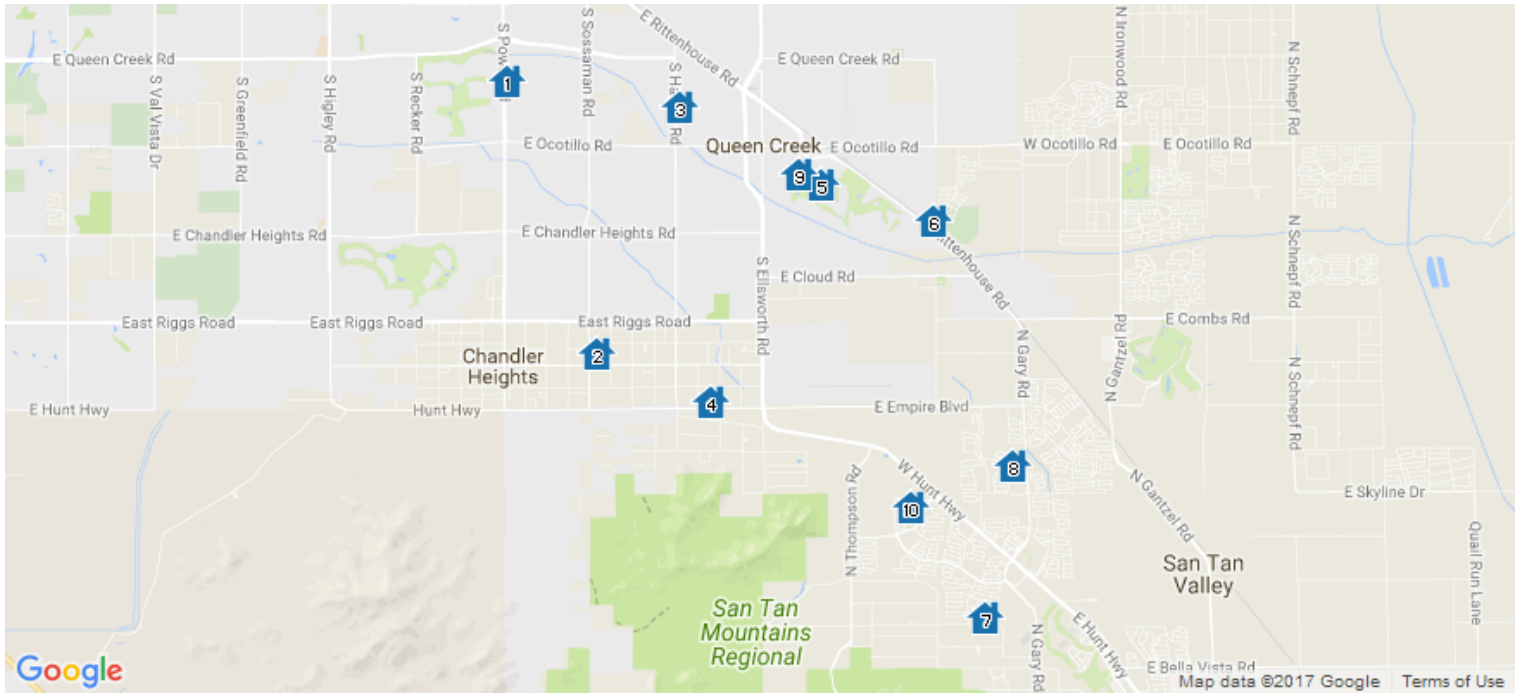 E Queen Creek Rd
S Val Vista Dr
S Greenfield Rd
S Higley Rd
S Recker Rd
S Sossaman Rd
E Rittenhouse Rd
E Queen Creek Rd
N Ironwood Rd
N Schnepf Rd
1
3
E Ocotillo Rd
Queen Creek
E Ocotillo Rd
W Ocotillo Rd
E Ocotillo Rd
9
5
6
E Chandler Heights Rd
E Chandler Heights Rd
N Schnepf Rd
S Ellsworth Rd
E Cloud Rd
East Riggs Road
East Riggs Road
East Riggs Road
E Combs Rd
N Gary Rd
N Gantzel Rd
N Schnepf Rd
Chandler
Heights
2
4
E Hunt Hwy
Hunt Hwy
E Empire Blvd
8
W Hunt Hwy
N Thompson Rd
10
N Gantzel Rd
E Skyline Dr
Quail Run Lane
San Tan
Valley
San Tan
Mountains
Regional
7
N Gary Rd
E Hunt Hwy
E Bella Vista Rd
Google
Map data ©2017 Google
Terms of Use